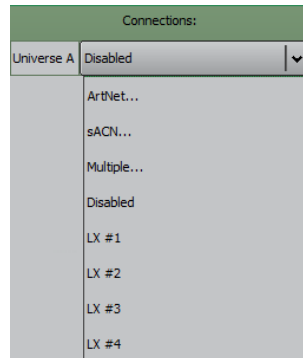 Connections:
Universe A Disabled
ArtNet...
sACN...
Multiple...
Disabled
LX #1
LX #2
LX #3
LX #4